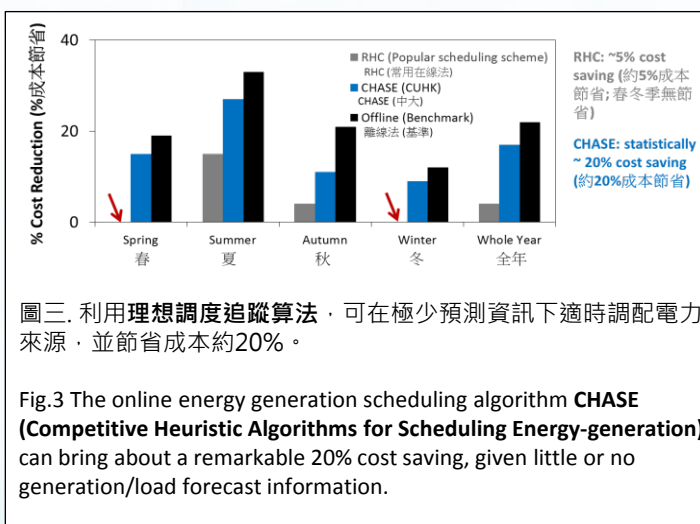 % Cost Reduction (%成本節省)
40
20
0
RHC (Popular scheduling scheme)
RHC (常用在線法)
CHASE (CUHK)
CHASE (中大)
Offline (Benchmark)
離線法 (基準)
Spring
春
Summer
夏
Autumn
秋
Winter
冬
Whole Year
全年
RHC: ~5% cost
saving (約5%成本
節省; 春冬季無節
省)
CHASE: statistically
~ 20% cost saving
(約20%成本節省)
圖三. 利用理想調度追蹤算法，可在極少預測資訊下適時調配電力
來源，並節省成本約20%。
Fig.3 The online energy generation scheduling algorithm CHASE
(Competitive Heuristic Algorithms for Scheduling Energy-generation)
can bring about a remarkable 20% cost saving, given little or no
generation/load forecast information.